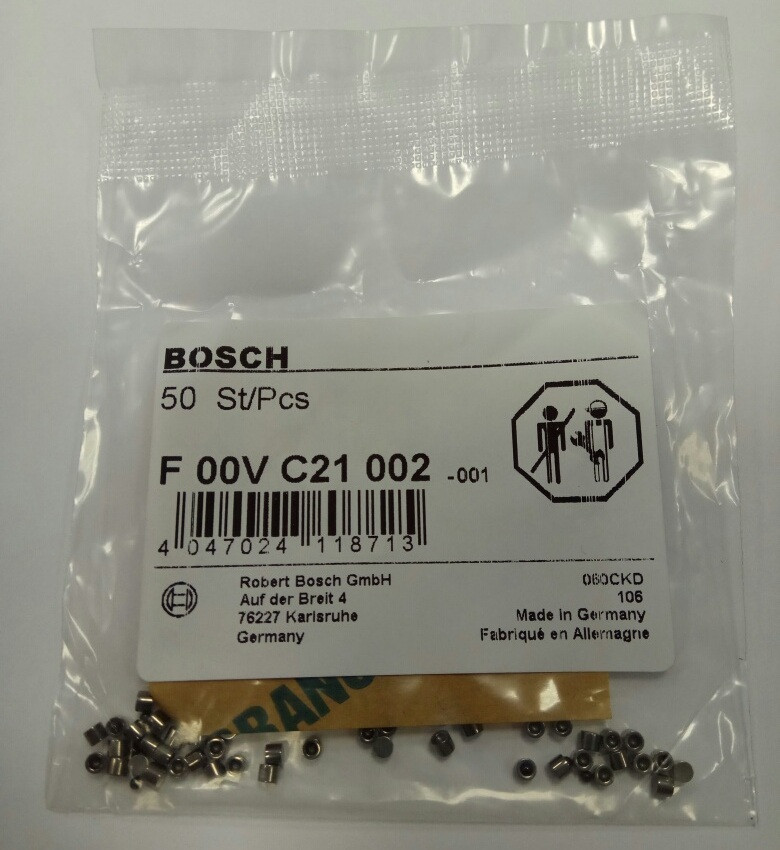 BOSCH
50 St/Pcs
F 00V C21 002 -001
4 047024 118713
Robert Bosch GmbH
Auf der Breit 4
76227 Karlsruhe
Germany
060CKD
106
Made in Germany
Fabriqué en Allemagne